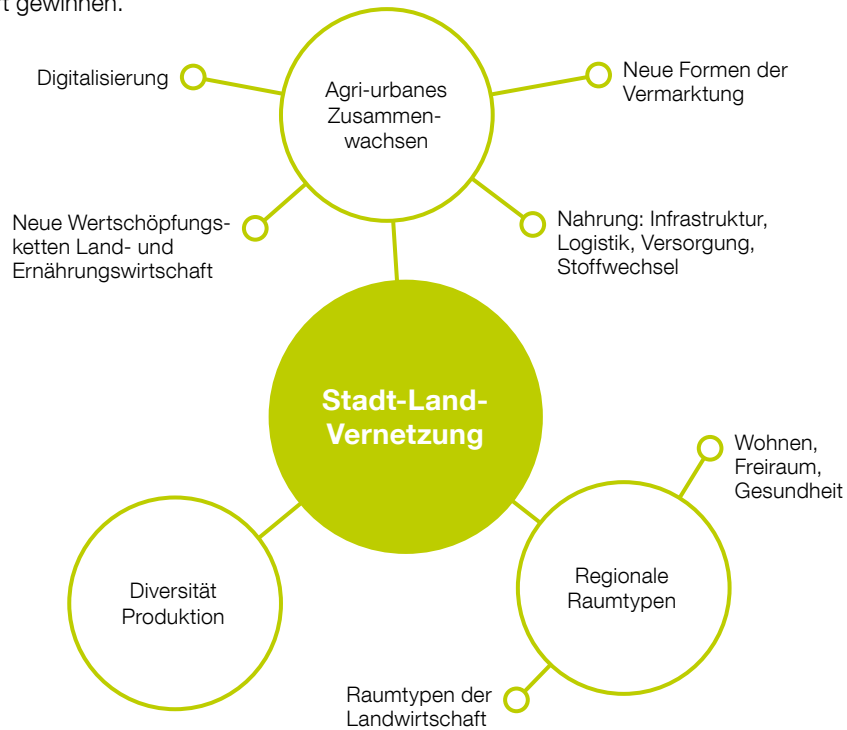 gewinnen.
Digitalisierung
Agri-urbanes
Zusammen-
wachsen
Neue Formen der
Vermarktung
Neue Wertschöpfungs-
ketten Land- und
Ernährungswirtschaft
Nahrung: Infrastruktur,
Logistik, Versorgung,
Stoffwechsel
Stadt-Land-
Vernetzung
Wohnen,
Freiraum,
Gesundheit
Diversität
Produktion
Regionale
Raumtypen
Raumtypen der
Landwirtschaft